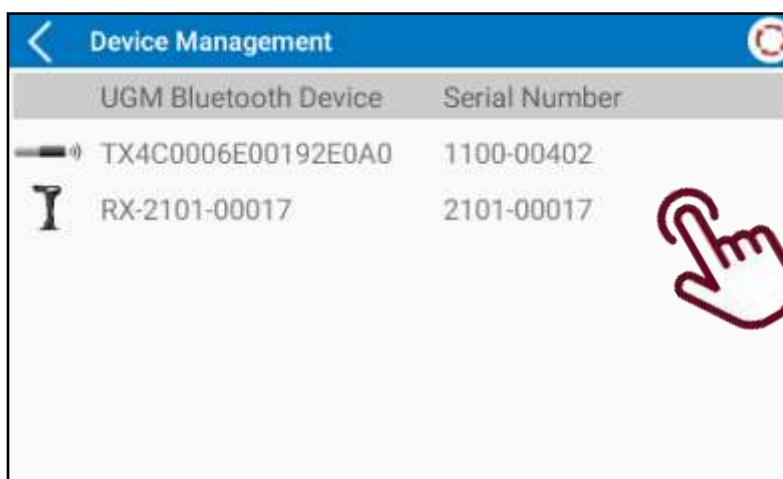 Device Management
UGM Bluetooth Device Serial Number
TX4C0006E00192E0A0 1100-00402
RX-2101-00017 2101-00017